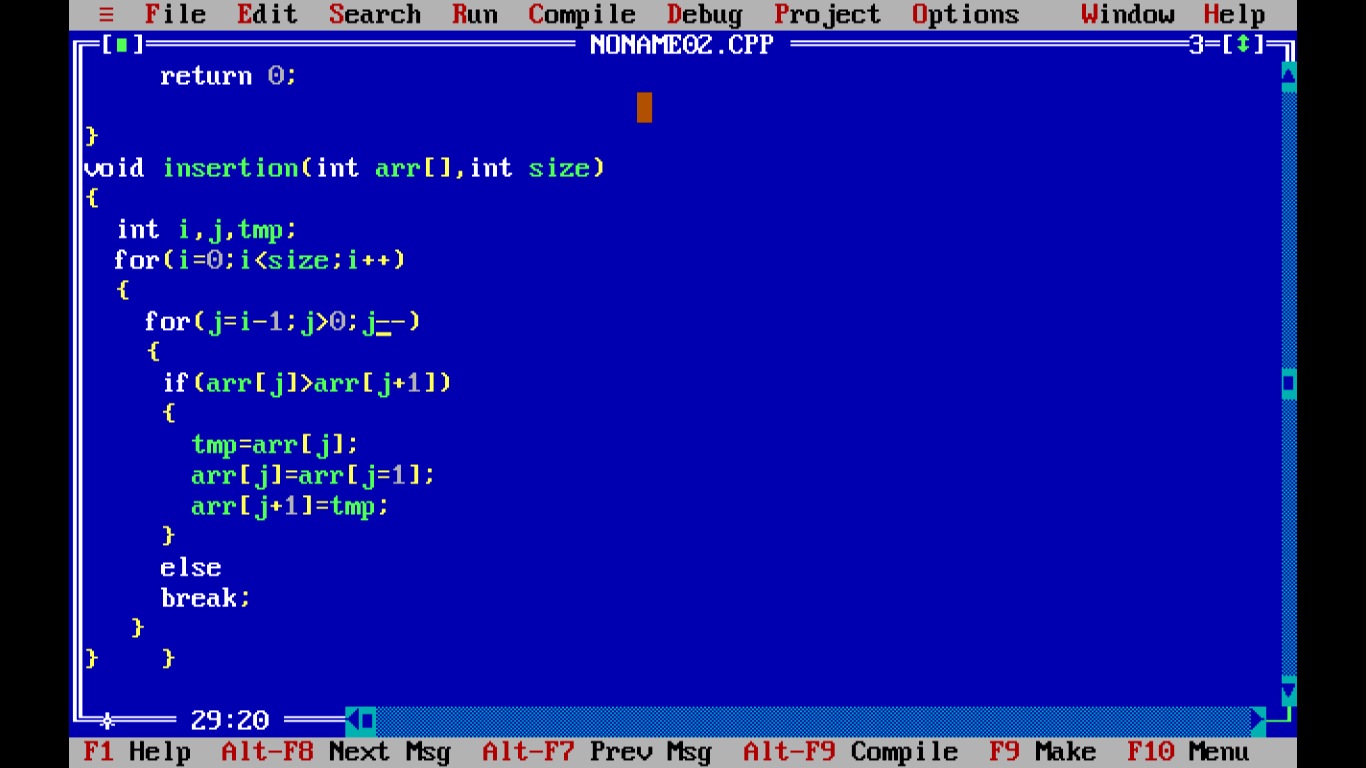 ≡ File Edit Search Run Compile Debug Project Options Window Help
[■] NONAME02.CPP 3=[↕]
return 0;
}
void insertion(int arr[],int size)
{
int i,j,tmp;
for(i=0;i<size;i++)
{
for(j=i-1;j>0;j--)
{
if(arr[j]>arr[j+1])
{
tmp=arr[j];
arr[j]=arr[j=1];
arr[j+1]=tmp;
}
else
break;
}
} }
29:20
F1 Help Alt-F8 Next Msg Alt-F7 Prev Msg Alt-F9 Compile F9 Make F10 Menu